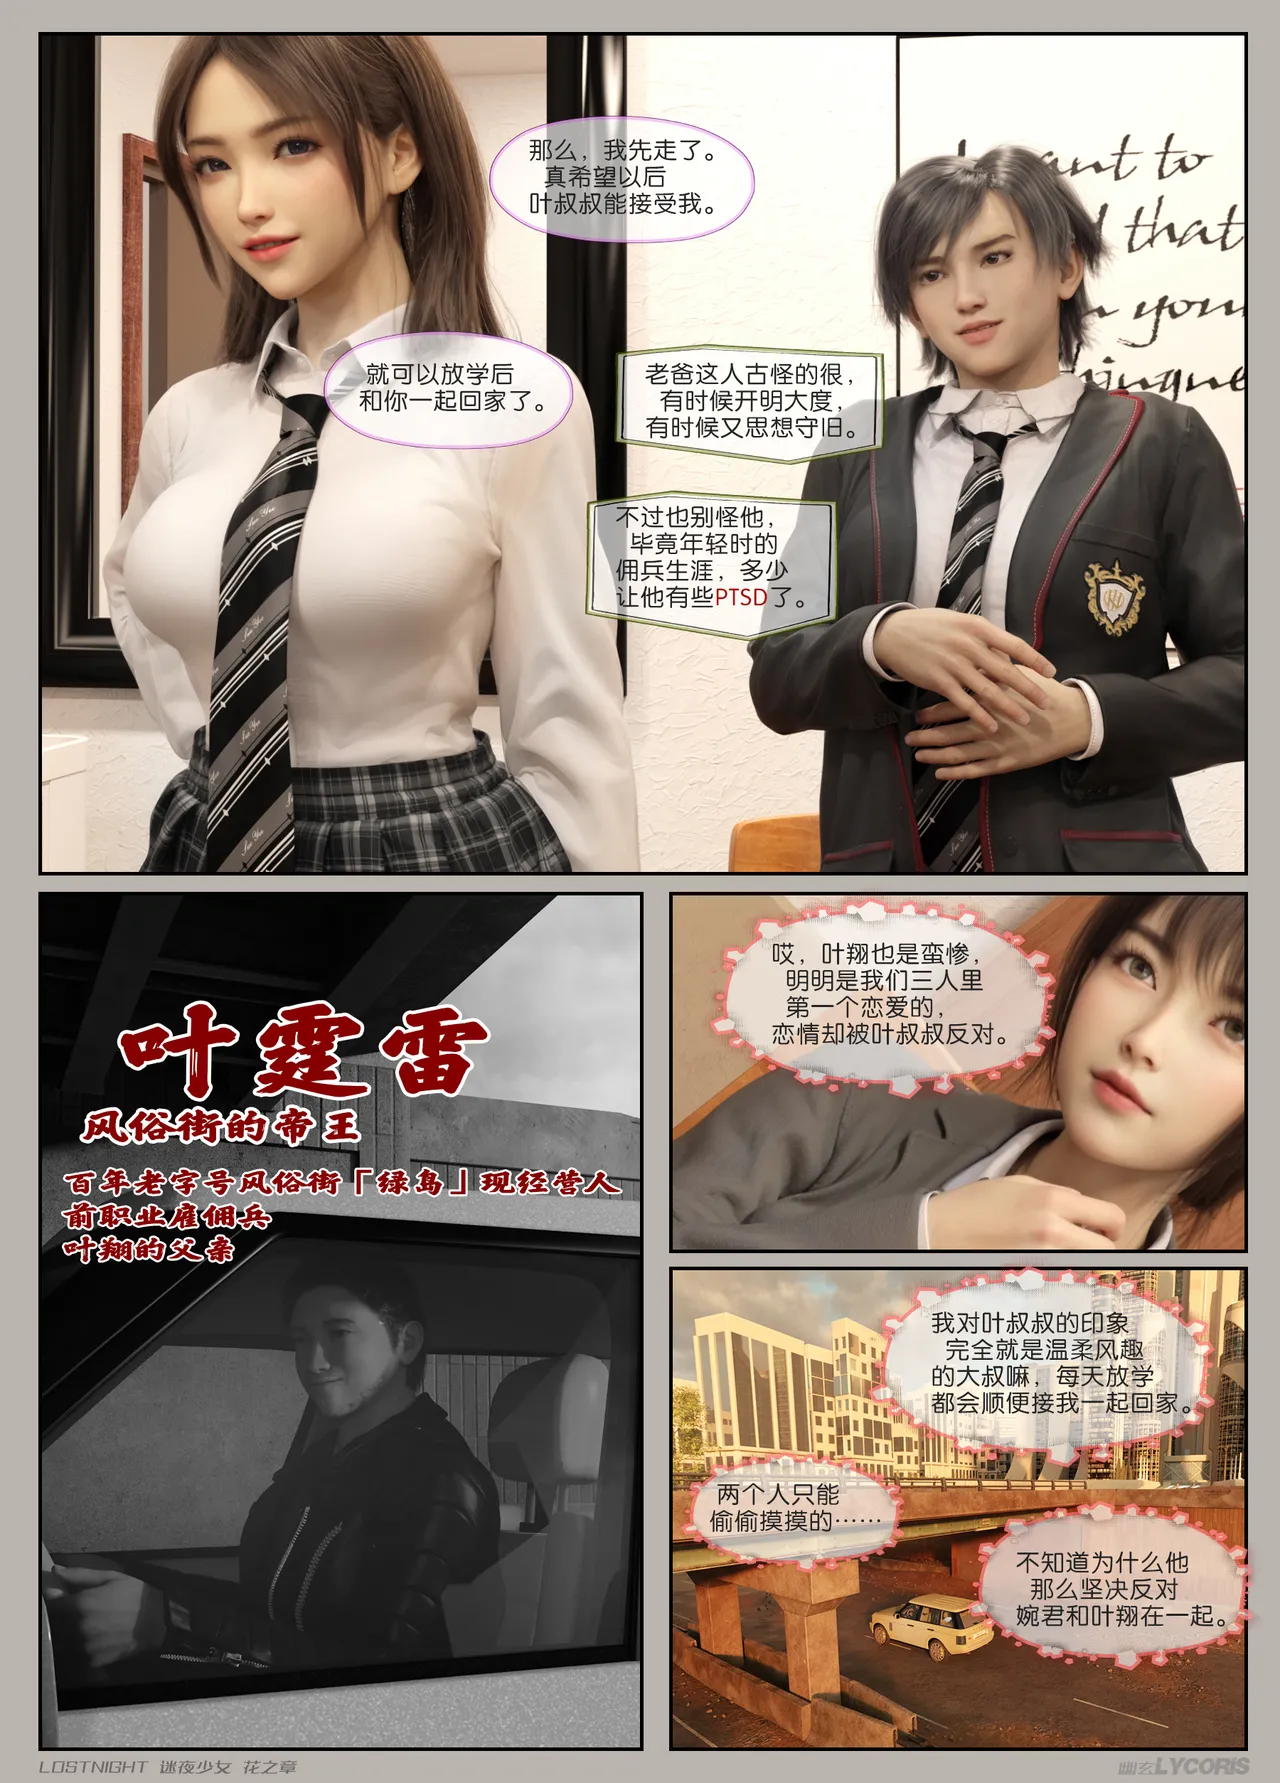 那么，我先走了。
真希望以后
叶叔叔能接受我。
就可以放学后
和你一起回家了。
老爸这人古怪的很，
有时候开明大度，
有时候又思想守旧。
不过也别怪他，
毕竟年轻时的
佣兵生涯，多少
让他有些PTSD了。
ant to
that
you
叶霆雷
风俗街的帝王
百年老字号风俗街「绿岛」现经营人
前职业雇佣兵
叶翔的父亲
哎，叶翔也是蛮惨，
明明是我们三人里
第一个恋爱的，
恋情却被叶叔叔反对。
我对叶叔叔的印象
完全就是温柔风趣
的大叔嘛，每天放学
都会顺便接我一起回家。
两个人只能
偷偷摸摸的……
不知道为什么他
那么坚决反对
婉君和叶翔在一起。
LOSTNIGHT 迷夜少女 花之章
幽玄LYCORIS